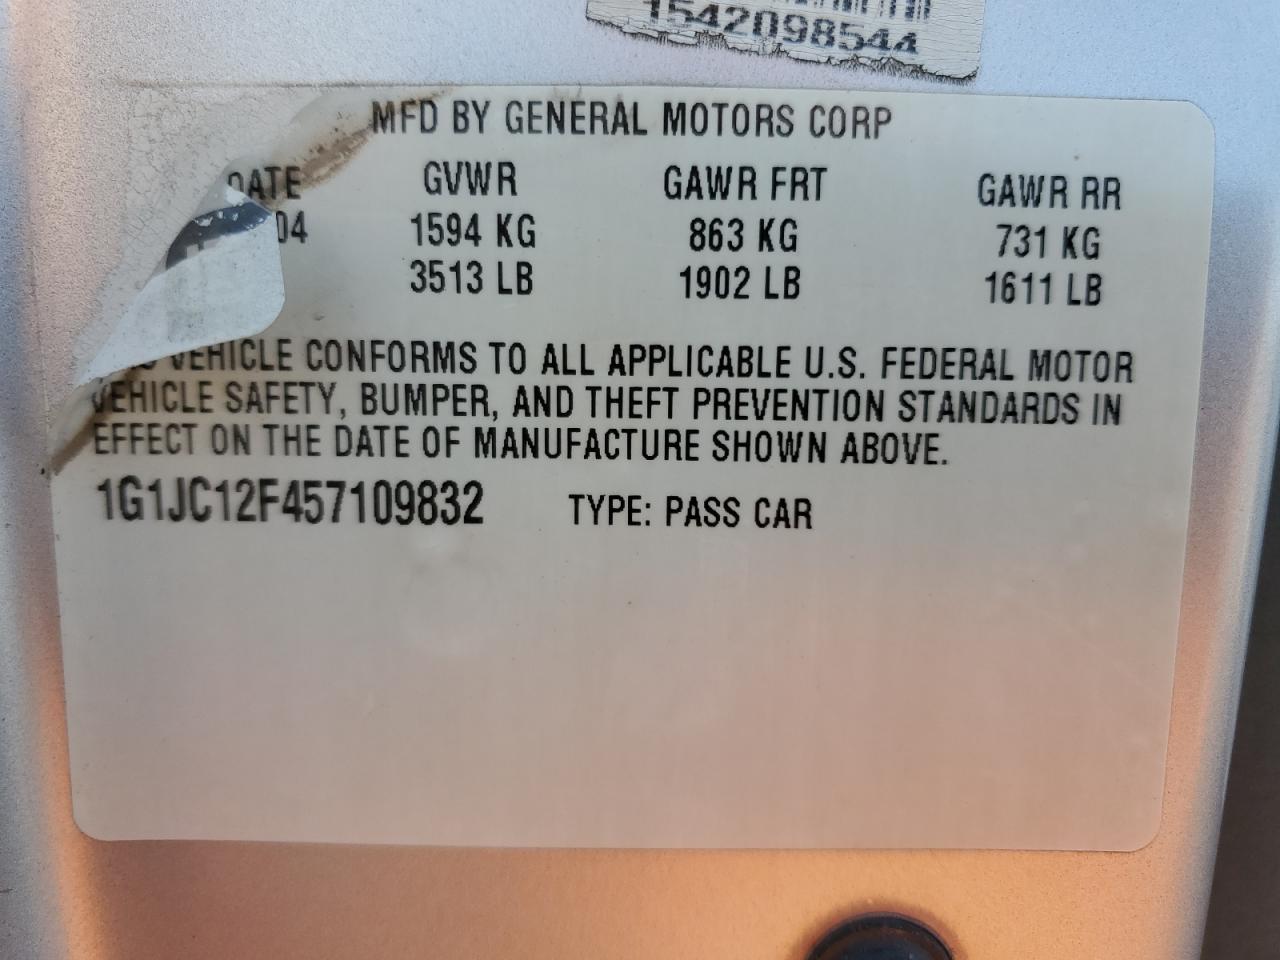 1542098544
MFD BY GENERAL MOTORS CORP
DATE GVWR GAWR FRT GAWR RR
04 1594 KG 863 KG 731 KG
3513 LB 1902 LB 1611 LB
VEHICLE CONFORMS TO ALL APPLICABLE U.S. FEDERAL MOTOR
VEHICLE SAFETY, BUMPER, AND THEFT PREVENTION STANDARDS IN
EFFECT ON THE DATE OF MANUFACTURE SHOWN ABOVE.
1G1JC12F457109832 TYPE: PASS CAR